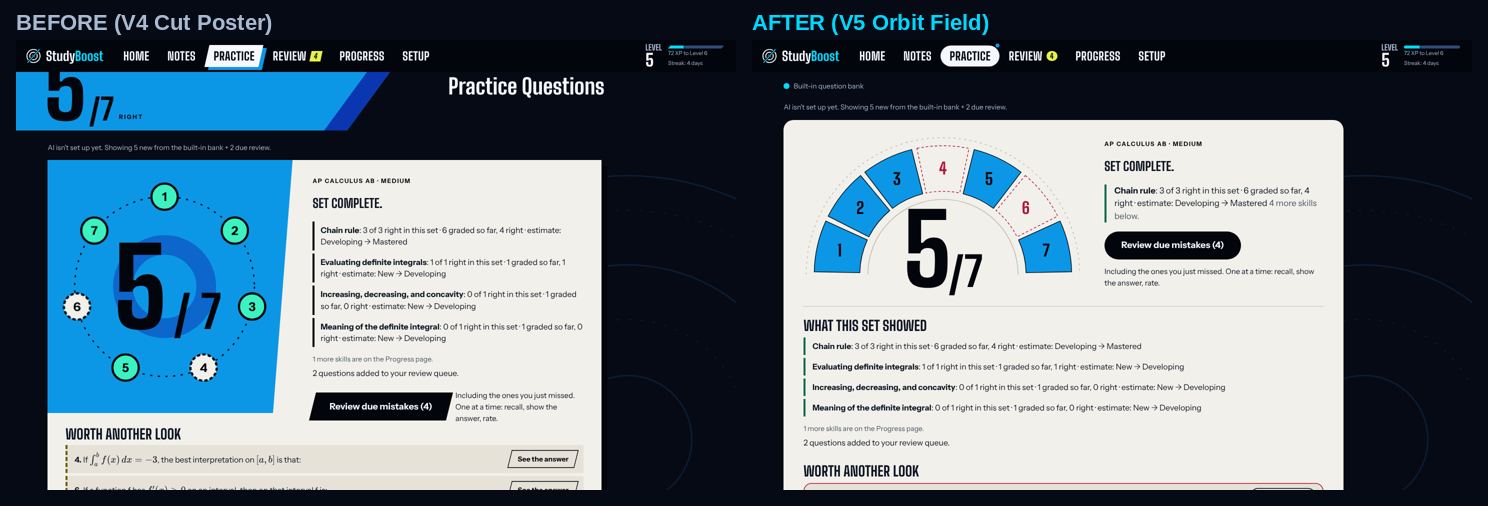 BEFORE (V4 Cut Poster)
StudyBoost HOME NOTES PRACTICE REVIEW 4 PROGRESS SETUP
LEVEL 5 72 XP to Level 6
Streak: 4 days
5/7 RIGHT
Practice Questions
AI isn't set up yet. Showing 5 new from the built-in bank + 2 due review.
1
2
3
4
5
6
7
5/7
AP CALCULUS AB · MEDIUM
SET COMPLETE.
Chain rule: 3 of 3 right in this set · 6 graded so far, 4 right · estimate:
Developing → Mastered
Evaluating definite integrals: 1 of 1 right in this set · 1 graded so far, 1
right · estimate: New → Developing
Increasing, decreasing, and concavity: 0 of 1 right in this set · 1 graded
so far, 0 right · estimate: New → Developing
Meaning of the definite integral: 0 of 1 right in this set · 1 graded so far, 0
right · estimate: New → Developing
1 more skills are on the Progress page.
2 questions added to your review queue.
Review due mistakes (4)
Including the ones you just missed.
One at a time: recall, show the
answer, rate.
WORTH ANOTHER LOOK
4. If ∫_a^b f(x) dx = −3, the best interpretation on [a, b] is that:
See the answer
AFTER (V5 Orbit Field)
StudyBoost HOME NOTES PRACTICE REVIEW 4 PROGRESS SETUP
LEVEL 5 72 XP to Level 6
Streak: 4 days
Built-in question bank
AI isn't set up yet. Showing 5 new from the built-in bank + 2 due review.
1
2
3
4
5
6
7
5/7
AP CALCULUS AB · MEDIUM
SET COMPLETE.
Chain rule: 3 of 3 right in this set · 6 graded so far, 4
right · estimate: Developing → Mastered 4 more skills
below.
Review due mistakes (4)
Including the ones you just missed. One at a time: recall, show
the answer, rate.
WHAT THIS SET SHOWED
Chain rule: 3 of 3 right in this set · 6 graded so far, 4 right · estimate: Developing → Mastered
Evaluating definite integrals: 1 of 1 right in this set · 1 graded so far, 1 right · estimate: New → Developing
Increasing, decreasing, and concavity: 0 of 1 right in this set · 1 graded so far, 0 right · estimate: New → Developing
Meaning of the definite integral: 0 of 1 right in this set · 1 graded so far, 0 right · estimate: New → Developing
1 more skills are on the Progress page.
2 questions added to your review queue.
WORTH ANOTHER LOOK